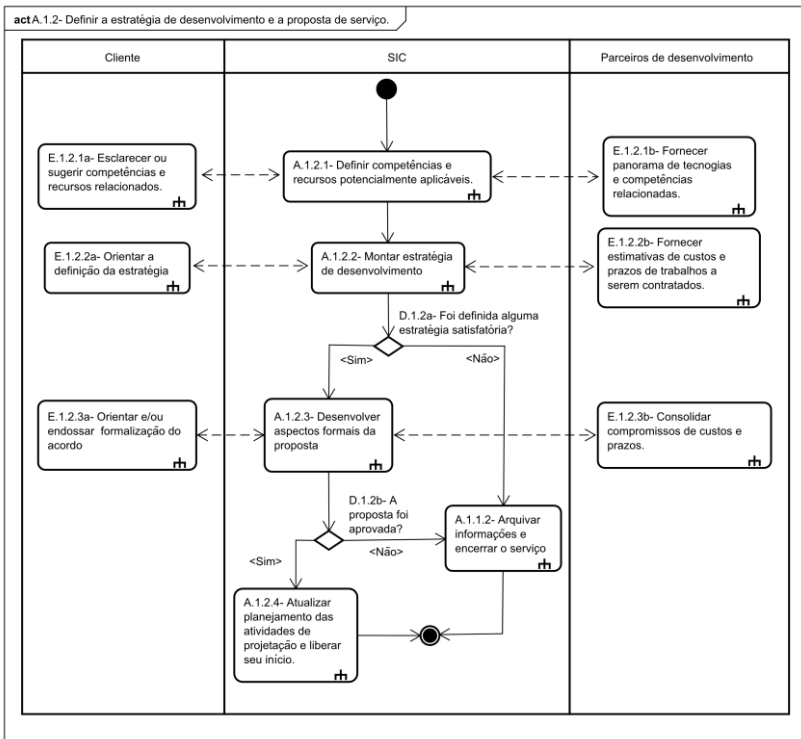 act A.1.2- Definir a estratégia de desenvolvimento e a proposta de serviço.
Cliente
SIC
Parceiros de desenvolvimento
E.1.2.1a- Esclarecer ou
sugerir competências e
recursos relacionados.
A.1.2.1- Definir competências e
recursos potencialmente aplicáveis.
E.1.2.1b- Fornecer
panorama de tecnogias
e competências
relacionadas.
E.1.2.2a- Orientar a
definição da estratégia
A.1.2.2- Montar estratégia
de desenvolvimento
E.1.2.2b- Fornecer
estimativas de custos e
prazos de trabalhos a
serem contratados.
D.1.2a- Foi definida alguma
estratégia satisfatória?
<Sim>
<Não>
E.1.2.3a- Orientar e/ou
endossar formalização do
acordo
A.1.2.3- Desenvolver
aspectos formais da
proposta
E.1.2.3b- Consolidar
compromissos de custos e
prazos.
D.1.2b- A
proposta foi
aprovada?
A.1.1.2- Arquivar
informações e
encerrar o serviço
<Sim>
<Não>
A.1.2.4- Atualizar
planejamento das
atividades de
projetação e liberar
seu início.